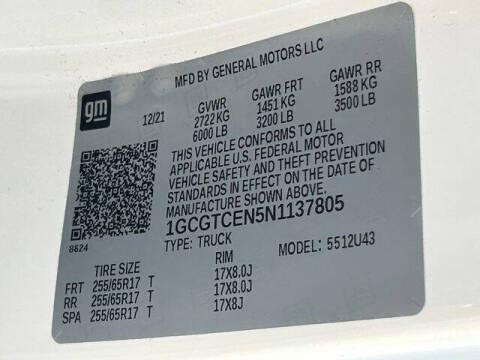 MFD BY GENERAL MOTORS LLC
gm
12/21 GVWR GAWR FRT GAWR RR
2722 KG 1451 KG 1588 KG
6000 LB 3200 LB 3500 LB
THIS VEHICLE CONFORMS TO ALL
APPLICABLE U.S. FEDERAL MOTOR
VEHICLE SAFETY AND THEFT PREVENTION
STANDARDS IN EFFECT ON THE DATE OF
MANUFACTURE SHOWN ABOVE.
1GCGTCEN5N1137805
8624
TYPE: TRUCK MODEL: 5512U43
TIRE SIZE RIM
FRT 255/65R17 T 17X8.0J
RR 255/65R17 T 17X8.0J
SPA 255/65R17 T 17X8J